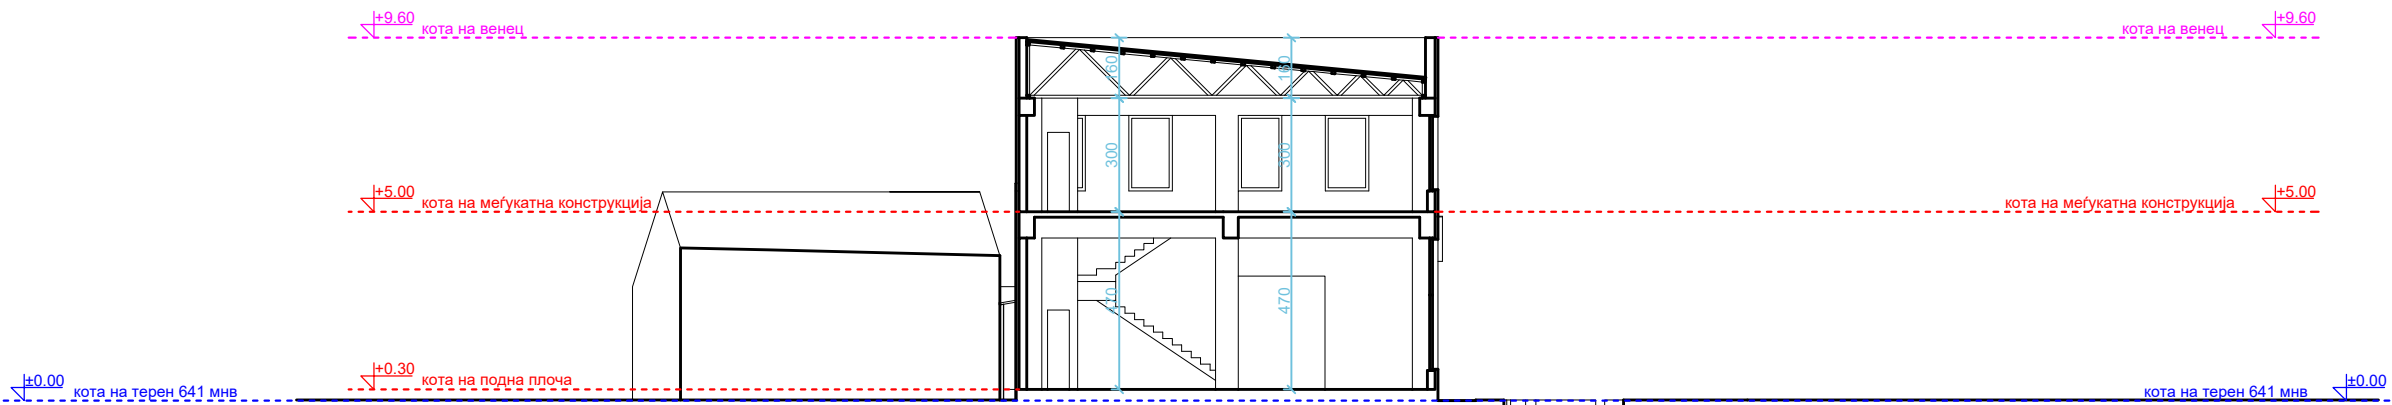 +9.60
кота на венец
кота на венец
+9.60
160
160
300
300
+5.00
кота на меѓукатна конструкција
кота на меѓукатна конструкција
+5.00
470
470
+0.30
кота на подна плоча
±0.00
кота на терен 641 мнв
кота на терен 641 мнв
±0.00